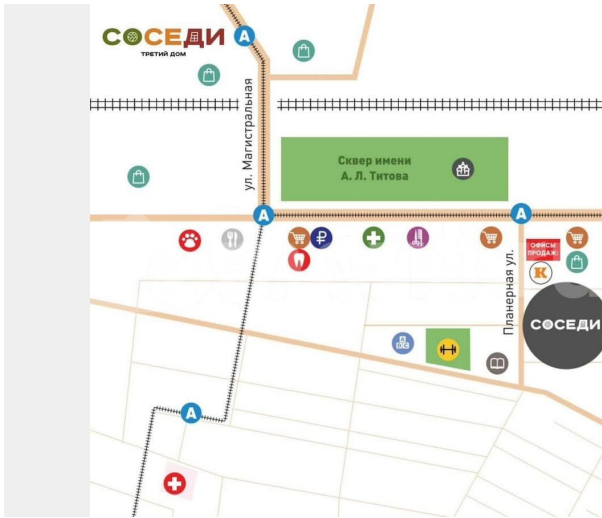 СОСЕДИ
ТРЕТИЙ ДОМ
А
ул. Магистральная
Сквер имени
А. Л. Титова
А
А
₽
ОФИСЫ
ПРОДАЖ:
К
Планерная ул.
СОСЕДИ
А